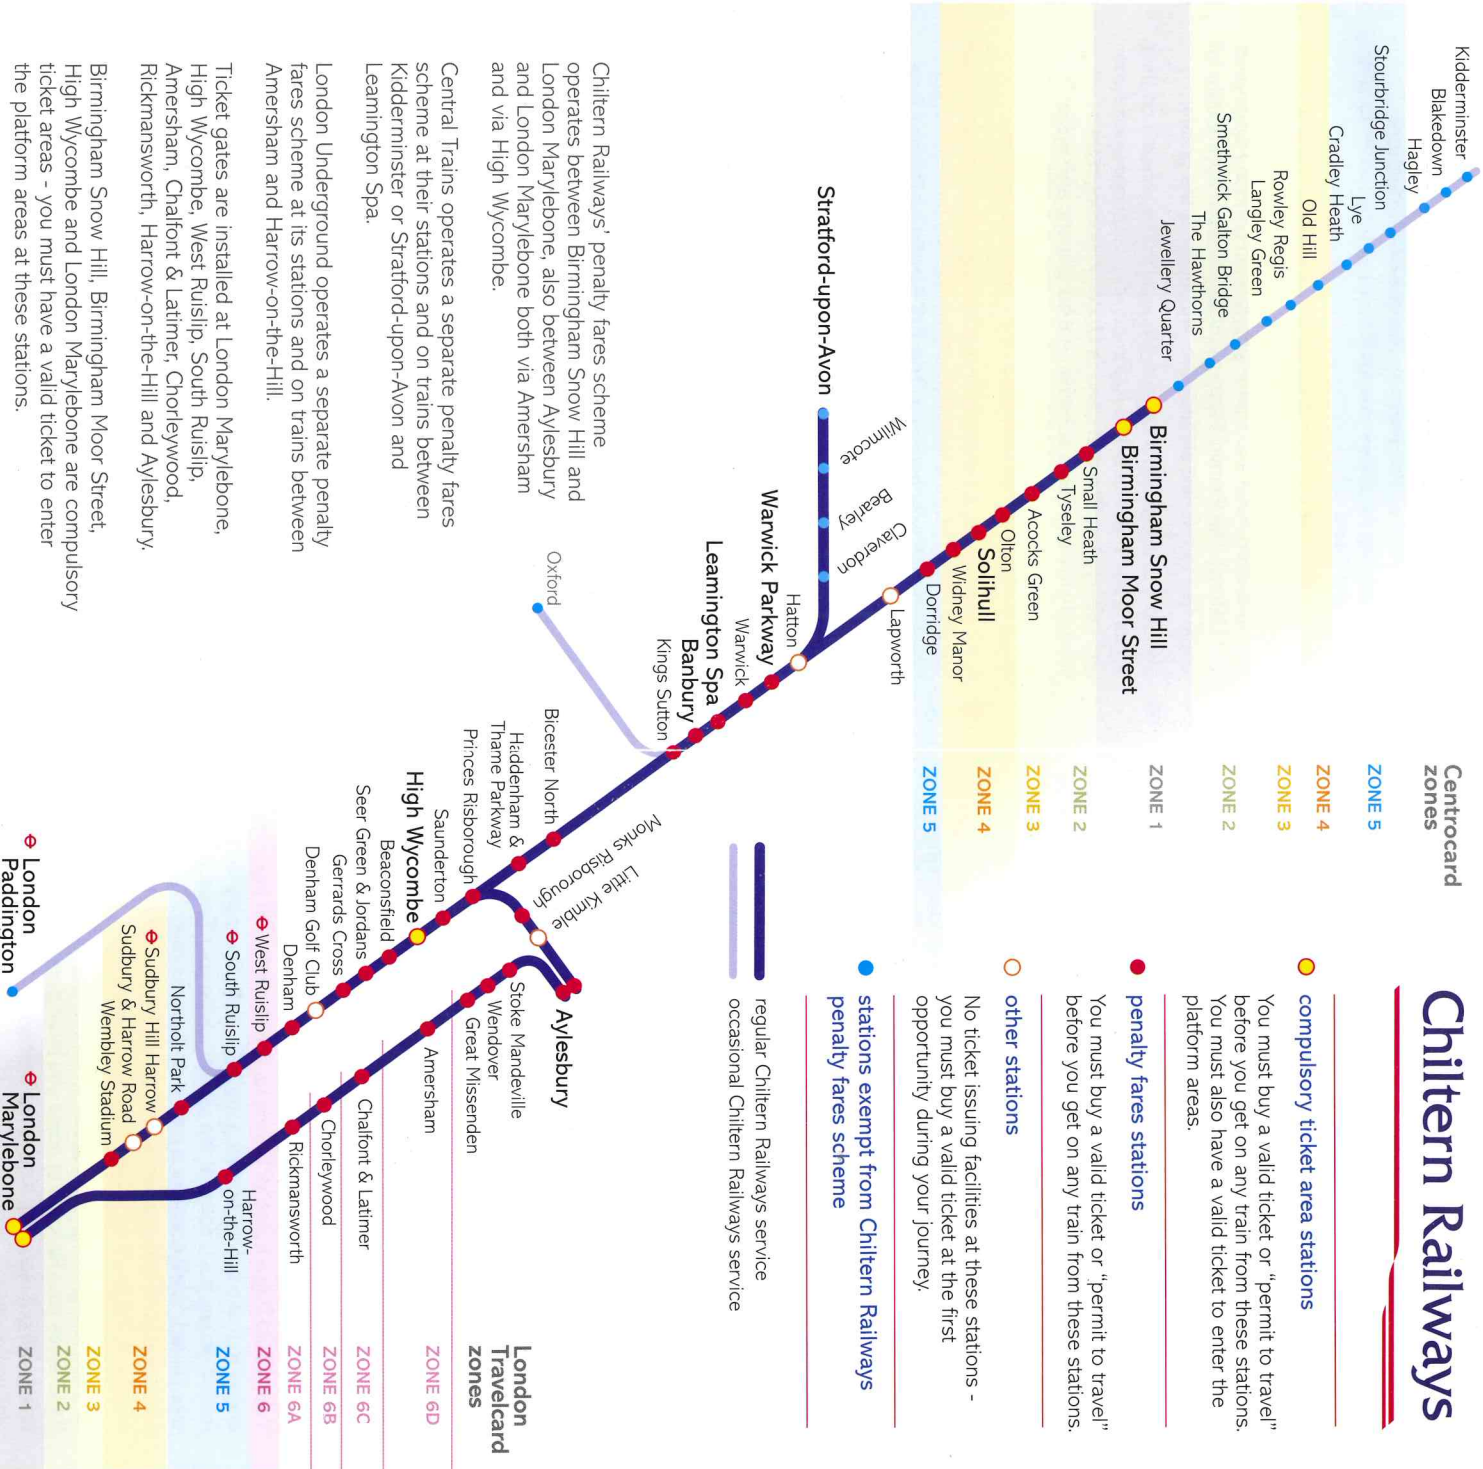 Chiltern Railways
compulsory ticket area stations
You must buy a valid ticket or “permit to travel”
before you get on any train from these stations.
You must also have a valid ticket to enter the
platform areas.
penalty fares stations
You must buy a valid ticket or “permit to travel”
before you get on any train from these stations.
other stations
No ticket issuing facilities at these stations -
you must buy a valid ticket at the first
opportunity during your journey.
stations exempt from Chiltern Railways
penalty fares scheme
regular Chiltern Railways service
occasional Chiltern Railways service
Centrocard
zones
ZONE 5
ZONE 4
ZONE 3
ZONE 2
ZONE 1
ZONE 2
ZONE 3
ZONE 4
ZONE 5
Kidderminster
Blakedown
Hagley
Stourbridge Junction
Lye
Cradley Heath
Old Hill
Rowley Regis
Langley Green
Smethwick Galton Bridge
The Hawthorns
Jewellery Quarter
Birmingham Snow Hill
Birmingham Moor Street
Small Heath
Tyseley
Acocks Green
Olton
Solihull
Widney Manor
Dorridge
Lapworth
Stratford-upon-Avon
Wilmcote
Bearley
Claverdon
Hatton
Warwick Parkway
Warwick
Leamington Spa
Banbury
Kings Sutton
Oxford
Bicester North
Haddenham &
Thame Parkway
Princes Risborough
Monks Risborough
Little Kimble
Aylesbury
Saunderton
High Wycombe
Beaconsfield
Seer Green & Jordans
Gerrards Cross
Denham Golf Club
Denham
West Ruislip
South Ruislip
Northolt Park
Sudbury Hill Harrow
Sudbury & Harrow Road
Wembley Stadium
London
Paddington
London
Marylebone
Stoke Mandeville
Wendover
Great Missenden
Amersham
Chalfont & Latimer
Chorleywood
Rickmansworth
Harrow-
on-the-Hill
London
Travelcard
zones
ZONE 6D
ZONE 6C
ZONE 6B
ZONE 6A
ZONE 6
ZONE 5
ZONE 4
ZONE 3
ZONE 2
ZONE 1
Chiltern Railways’ penalty fares scheme
operates between Birmingham Snow Hill and
London Marylebone, also between Aylesbury
and London Marylebone both via Amersham
and via High Wycombe.
Central Trains operates a separate penalty fares
scheme at their stations and on trains between
Kidderminster or Stratford-upon-Avon and
Leamington Spa.
London Underground operates a separate penalty
fares scheme at its stations and on trains between
Amersham and Harrow-on-the-Hill.
Ticket gates are installed at London Marylebone,
High Wycombe, West Ruislip, South Ruislip,
Amersham, Chalfont & Latimer, Chorleywood,
Rickmansworth, Harrow-on-the-Hill and Aylesbury.
Birmingham Snow Hill, Birmingham Moor Street,
High Wycombe and London Marylebone are compulsory
ticket areas - you must have a valid ticket to enter
the platform areas at these stations.